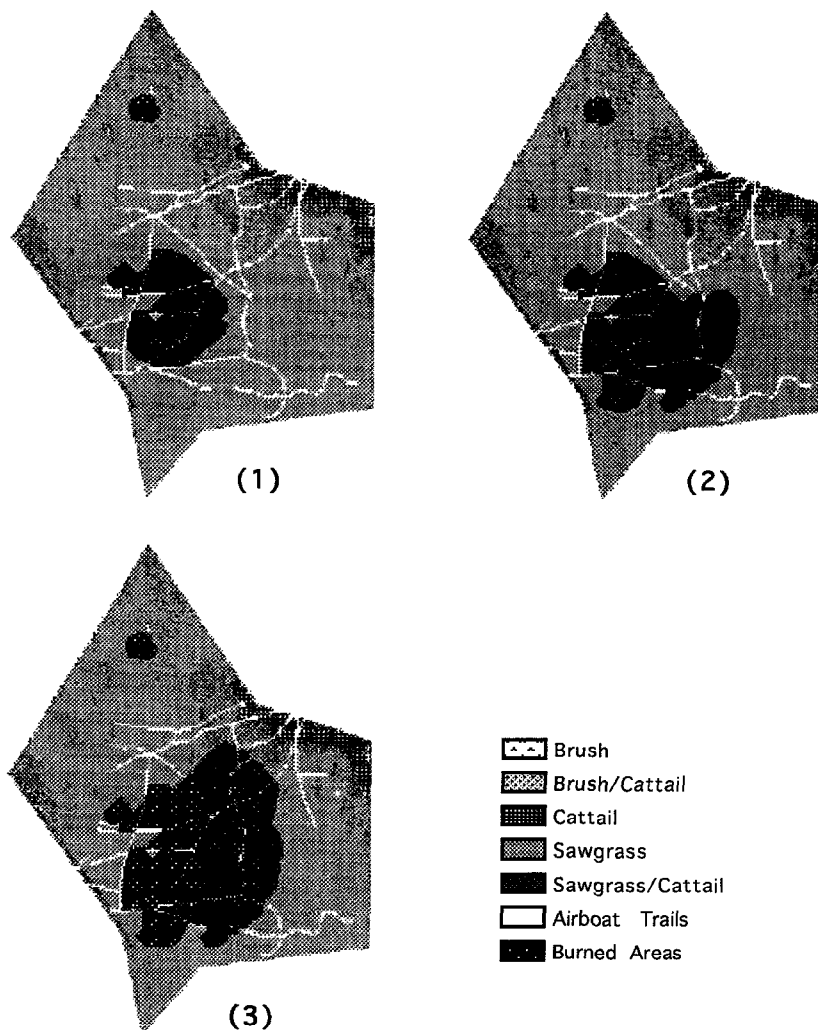 (1)
(2)
(3)
Brush
Brush/Cattail
Cattail
Sawgrass
Sawgrass/Cattail
Airboat Trails
Burned Areas